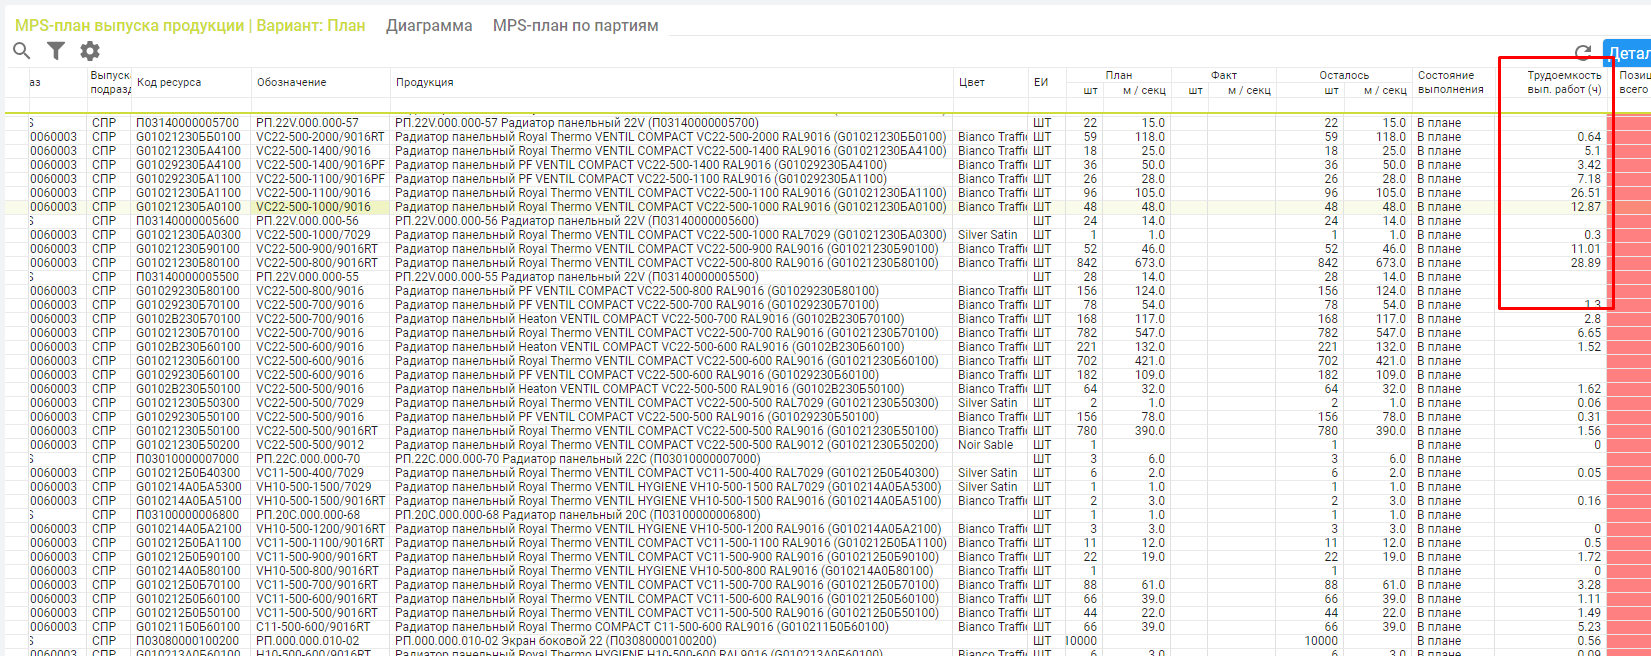 MPS-план выпуска продукции | Вариант: План Диаграмма MPS-план по партиям
Детал
аз Выпуска подразд Код ресурса Обозначение Продукция Цвет ЕИ План шт м / секц Факт шт м / секц Осталось шт м / секц Состояние выполнения Трудоемкость вып. работ (ч) Позиц всего
S СПР П03140000005700 РП.22V.000.000-57 РП.22V.000.000-57 Радиатор панельный 22V (П03140000005700) ШТ 22 15.0 22 15.0 В плане
0060003 СПР G01021230ББ0100 VC22-500-2000/9016RT Радиатор панельный Royal Thermo VENTIL COMPACT VC22-500-2000 RAL9016 (G01021230ББ0100) Bianco Traffi ШТ 59 118.0 59 118.0 В плане 0.64
0060003 СПР G01021230БА4100 VC22-500-1400/9016 Радиатор панельный Royal Thermo VENTIL COMPACT VC22-500-1400 RAL9016 (G01021230БА4100) Bianco Traffi ШТ 18 25.0 18 25.0 В плане 5.1
0060003 СПР G01029230БА4100 VC22-500-1400/9016PF Радиатор панельный PF VENTIL COMPACT VC22-500-1400 RAL9016 (G01029230БА4100) Bianco Traffi ШТ 36 50.0 36 50.0 В плане 3.42
0060003 СПР G01029230БА1100 VC22-500-1100/9016PF Радиатор панельный PF VENTIL COMPACT VC22-500-1100 RAL9016 (G01029230БА1100) Bianco Traffi ШТ 26 28.0 26 28.0 В плане 7.18
0060003 СПР G01021230БА1100 VC22-500-1100/9016 Радиатор панельный Royal Thermo VENTIL COMPACT VC22-500-1100 RAL9016 (G01021230БА1100) Bianco Traffi ШТ 96 105.0 96 105.0 В плане 26.51
0060003 СПР G01021230БА0100 VC22-500-1000/9016 Радиатор панельный Royal Thermo VENTIL COMPACT VC22-500-1000 RAL9016 (G01021230БА0100) Bianco Traffi ШТ 48 48.0 48 48.0 В плане 12.87
S СПР П03140000005600 РП.22V.000.000-56 РП.22V.000.000-56 Радиатор панельный 22V (П03140000005600) ШТ 24 14.0 24 14.0 В плане
0060003 СПР G01021230БА0300 VC22-500-1000/7029 Радиатор панельный Royal Thermo VENTIL COMPACT VC22-500-1000 RAL7029 (G01021230БА0300) Silver Satin ШТ 1 1.0 1 1.0 В плане 0.3
0060003 СПР G01021230Б90100 VC22-500-900/9016RT Радиатор панельный Royal Thermo VENTIL COMPACT VC22-500-900 RAL9016 (G01021230Б90100) Bianco Traffi ШТ 52 46.0 52 46.0 В плане 11.01
0060003 СПР G01021230Б80100 VC22-500-800/9016RT Радиатор панельный Royal Thermo VENTIL COMPACT VC22-500-800 RAL9016 (G01021230Б80100) Bianco Traffi ШТ 842 673.0 842 673.0 В плане 28.89
S СПР П03140000005500 РП.22V.000.000-55 РП.22V.000.000-55 Радиатор панельный 22V (П03140000005500) ШТ 28 14.0 28 14.0 В плане
0060003 СПР G01029230Б80100 VC22-500-800/9016 Радиатор панельный PF VENTIL COMPACT VC22-500-800 RAL9016 (G01029230Б80100) Bianco Traffi ШТ 156 124.0 156 124.0 В плане
0060003 СПР G01029230Б70100 VC22-500-700/9016 Радиатор панельный PF VENTIL COMPACT VC22-500-700 RAL9016 (G01029230Б70100) Bianco Traffi ШТ 78 54.0 78 54.0 В плане 1.3
0060003 СПР G0102B230Б70100 VC22-500-700/9016 Радиатор панельный Heaton VENTIL COMPACT VC22-500-700 RAL9016 (G0102B230Б70100) Bianco Traffi ШТ 168 117.0 168 117.0 В плане 2.8
0060003 СПР G01021230Б70100 VC22-500-700/9016RT Радиатор панельный Royal Thermo VENTIL COMPACT VC22-500-700 RAL9016 (G01021230Б70100) Bianco Traffi ШТ 782 547.0 782 547.0 В плане 6.65
0060003 СПР G0102B230Б60100 VC22-500-600/9016 Радиатор панельный Heaton VENTIL COMPACT VC22-500-600 RAL9016 (G0102B230Б60100) Bianco Traffi ШТ 221 132.0 221 132.0 В плане 1.52
0060003 СПР G01021230Б60100 VC22-500-600/9016RT Радиатор панельный Royal Thermo VENTIL COMPACT VC22-500-600 RAL9016 (G01021230Б60100) Bianco Traffi ШТ 702 421.0 702 421.0 В плане
0060003 СПР G01029230Б60100 VC22-500-600/9016 Радиатор панельный PF VENTIL COMPACT VC22-500-600 RAL9016 (G01029230Б60100) Bianco Traffi ШТ 182 109.0 182 109.0 В плане
0060003 СПР G0102B230Б50100 VC22-500-500/9016 Радиатор панельный Heaton VENTIL COMPACT VC22-500-500 RAL9016 (G0102B230Б50100) Bianco Traffi ШТ 64 32.0 64 32.0 В плане 1.62
0060003 СПР G01021230Б50300 VC22-500-500/7029 Радиатор панельный Royal Thermo VENTIL COMPACT VC22-500-500 RAL7029 (G01021230Б50300) Silver Satin ШТ 2 1.0 2 1.0 В плане 0.06
0060003 СПР G01029230Б50100 VC22-500-500/9016 Радиатор панельный PF VENTIL COMPACT VC22-500-500 RAL9016 (G01029230Б50100) Bianco Traffi ШТ 156 78.0 156 78.0 В плане 0.31
0060003 СПР G01021230Б50100 VC22-500-500/9016RT Радиатор панельный Royal Thermo VENTIL COMPACT VC22-500-500 RAL9016 (G01021230Б50100) Bianco Traffi ШТ 780 390.0 780 390.0 В плане 1.56
0060003 СПР G01021230Б50200 VC22-500-500/9012 Радиатор панельный Royal Thermo VENTIL COMPACT VC22-500-500 RAL9012 (G01021230Б50200) Noir Sable ШТ 1 1 В плане 0
S СПР П03010000007000 РП.22С.000.000-70 РП.22С.000.000-70 Радиатор панельный 22С (П03010000007000) ШТ 3 6.0 3 6.0 В плане
0060003 СПР G010212Б0Б40300 VC11-500-400/7029 Радиатор панельный Royal Thermo VENTIL COMPACT VC11-500-400 RAL7029 (G010212Б0Б40300) Silver Satin ШТ 6 2.0 6 2.0 В плане 0.05
0060003 СПР G010214A0БА5300 VH10-500-1500/7029 Радиатор панельный Royal Thermo VENTIL HYGIENE VH10-500-1500 RAL7029 (G010214A0БА5300) Silver Satin ШТ 1 1.0 1 1.0 В плане
0060003 СПР G010214A0БА5100 VH10-500-1500/9016RT Радиатор панельный Royal Thermo VENTIL HYGIENE VH10-500-1500 RAL9016 (G010214A0БА5100) Bianco Traffi ШТ 2 3.0 2 3.0 В плане 0.16
S СПР П03100000006800 РП.20С.000.000-68 РП.20С.000.000-68 Радиатор панельный 20С (П03100000006800) ШТ 1 1.0 1 1.0 В плане
0060003 СПР G010214A0БА2100 VH10-500-1200/9016RT Радиатор панельный Royal Thermo VENTIL HYGIENE VH10-500-1200 RAL9016 (G010214A0БА2100) Bianco Traffi ШТ 3 3.0 3 3.0 В плане 0
0060003 СПР G010212Б0БА1100 VC11-500-1100/9016RT Радиатор панельный Royal Thermo VENTIL COMPACT VC11-500-1100 RAL9016 (G010212Б0БА1100) Bianco Traffi ШТ 11 12.0 11 12.0 В плане 0.5
0060003 СПР G010212Б0Б90100 VC11-500-900/9016RT Радиатор панельный Royal Thermo VENTIL COMPACT VC11-500-900 RAL9016 (G010212Б0Б90100) Bianco Traffi ШТ 22 19.0 22 19.0 В плане 1.72
0060003 СПР G010214A0Б80100 VH10-500-800/9016RT Радиатор панельный Royal Thermo VENTIL HYGIENE VH10-500-800 RAL9016 (G010214A0Б80100) Bianco Traffi ШТ 1 1 В плане 0
0060003 СПР G010212Б0Б70100 VC11-500-700/9016RT Радиатор панельный Royal Thermo VENTIL COMPACT VC11-500-700 RAL9016 (G010212Б0Б70100) Bianco Traffi ШТ 88 61.0 88 61.0 В плане 3.28
0060003 СПР G010212Б0Б60100 VC11-500-600/9016RT Радиатор панельный Royal Thermo VENTIL COMPACT VC11-500-600 RAL9016 (G010212Б0Б60100) Bianco Traffi ШТ 66 39.0 66 39.0 В плане 1.11
0060003 СПР G010212Б0Б50100 VC11-500-500/9016RT Радиатор панельный Royal Thermo VENTIL COMPACT VC11-500-500 RAL9016 (G010212Б0Б50100) Bianco Traffi ШТ 44 22.0 44 22.0 В плане 1.49
0060003 СПР G010211Б0Б60100 C11-500-600/9016RT Радиатор панельный Royal Thermo COMPACT C11-500-600 RAL9016 (G010211Б0Б60100) Bianco Traffi ШТ 66 39.0 66 39.0 В плане 5.23
S СПР П03080000100200 РП.000.000.010-02 РП.000.000.010-02 Экран боковой 22 (П03080000100200) ШТ 10000 10000 В плане 0.56
0060003 СПР G010213A0Б60100 H10-500-600/9016RT Радиатор панельный Royal Thermo HYGIENE H10-500-600 RAL9016 (G010213A0Б60100) Bianco Traffi ШТ 6 3.0 6 3.0 В плане 0.09